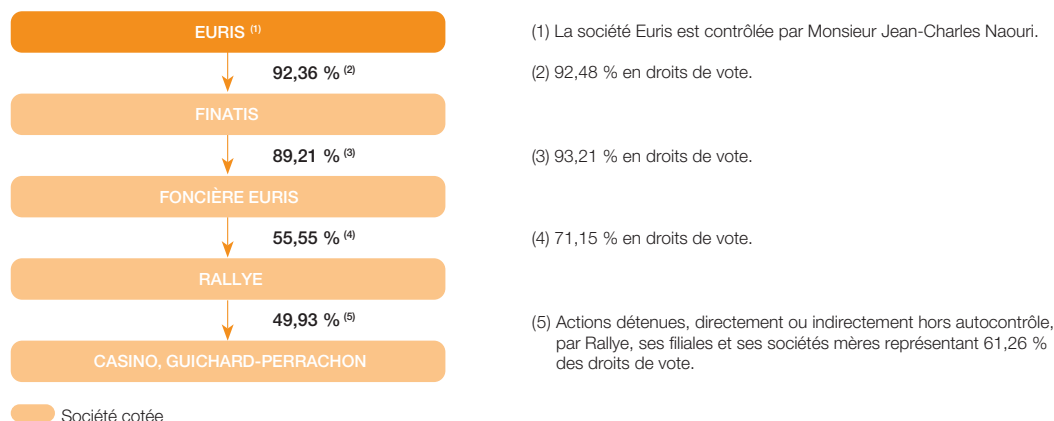 EURIS (1)
(1) La société Euris est contrôlée par Monsieur Jean-Charles Naouri.
92,36 % (2)
(2) 92,48 % en droits de vote.
FINATIS
89,21 % (3)
(3) 93,21 % en droits de vote.
FONCIÈRE EURIS
55,55 % (4)
(4) 71,15 % en droits de vote.
RALLYE
49,93 % (5)
(5) Actions détenues, directement ou indirectement hors autocontrôle,
par Rallye, ses filiales et ses sociétés mères représentant 61,26 %
des droits de vote.
CASINO, GUICHARD-PERRACHON
Société cotée